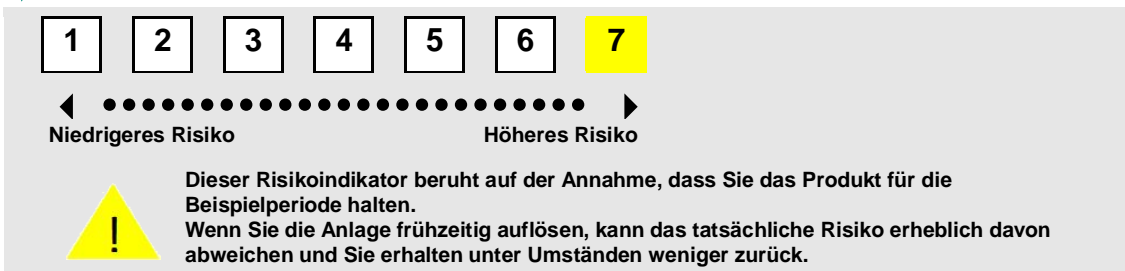 1 2 3 4 5 6 7
Niedrigeres Risiko Höheres Risiko
Dieser Risikoindikator beruht auf der Annahme, dass Sie das Produkt für die
Beispielperiode halten.
Wenn Sie die Anlage frühzeitig auflösen, kann das tatsächliche Risiko erheblich davon
abweichen und Sie erhalten unter Umständen weniger zurück.
!